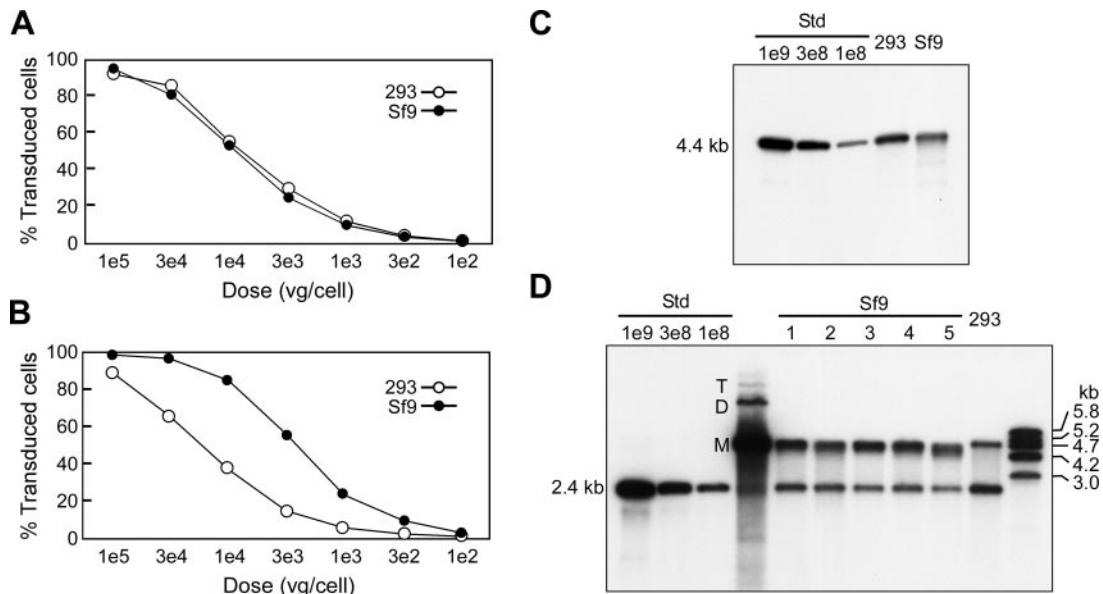 A
100
80
60
40
20
0
% Transduced cells
293
Sf9
1e5 3e4 1e4 3e3 1e3 3e2 1e2
Dose (vg/cell)
B
100
80
60
40
20
0
% Transduced cells
293
Sf9
1e5 3e4 1e4 3e3 1e3 3e2 1e2
Dose (vg/cell)
C
Std
1e9 3e8 1e8 293 Sf9
4.4 kb
D
Std Sf9 293
1e9 3e8 1e8 1 2 3 4 5
T
D
M
2.4 kb
kb
5.8
5.2
4.7
4.2
3.0